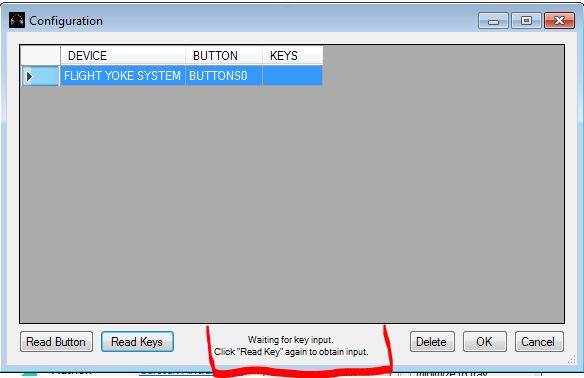 Configuration
DEVICE BUTTON KEYS
FLIGHT YOKE SYSTEM BUTTONS0
Read Button Read Keys
Waiting for key input.
Click "Read Key" again to obtain input.
Delete OK Cancel